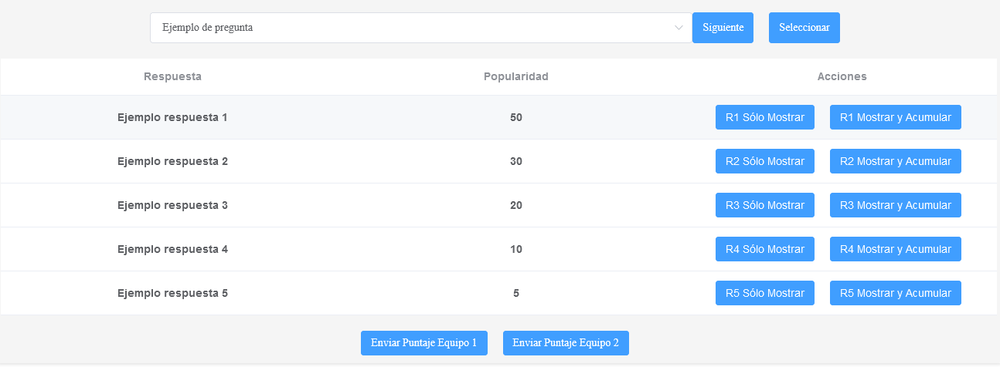 Ejemplo de pregunta Siguiente Seleccionar
Respuesta Popularidad Acciones
Ejemplo respuesta 1 50 R1 Sólo Mostrar R1 Mostrar y Acumular
Ejemplo respuesta 2 30 R2 Sólo Mostrar R2 Mostrar y Acumular
Ejemplo respuesta 3 20 R3 Sólo Mostrar R3 Mostrar y Acumular
Ejemplo respuesta 4 10 R4 Sólo Mostrar R4 Mostrar y Acumular
Ejemplo respuesta 5 5 R5 Sólo Mostrar R5 Mostrar y Acumular
Enviar Puntaje Equipo 1 Enviar Puntaje Equipo 2